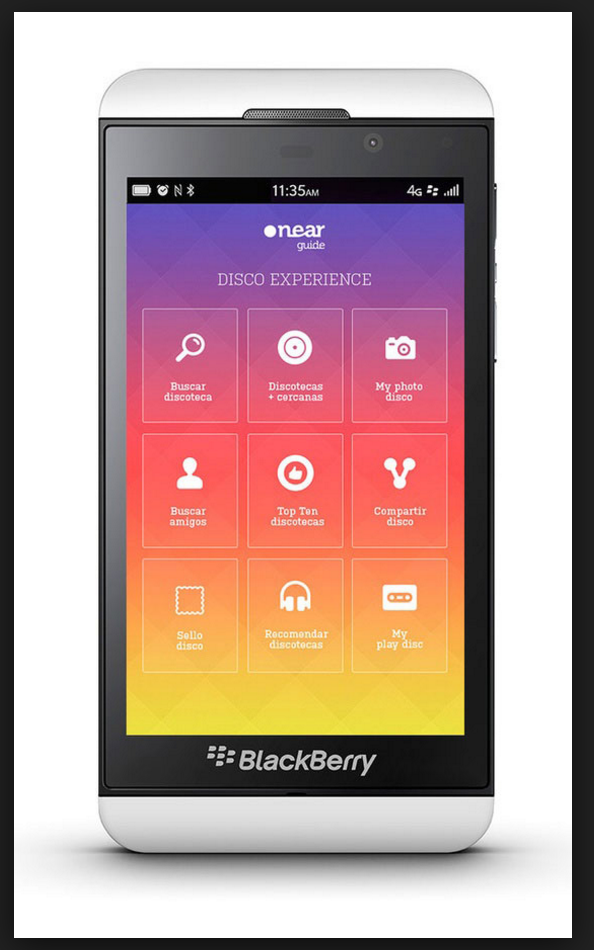 11:35AM
4G
near
guide
DISCO EXPERIENCE
Buscar
discoteca
Discotecas
+ cercanas
My photo
disco
Buscar
amigos
Top Ten
discotecas
Compartir
disco
Sello
disco
Recomendar
discotecas
My
play disc
BlackBerry